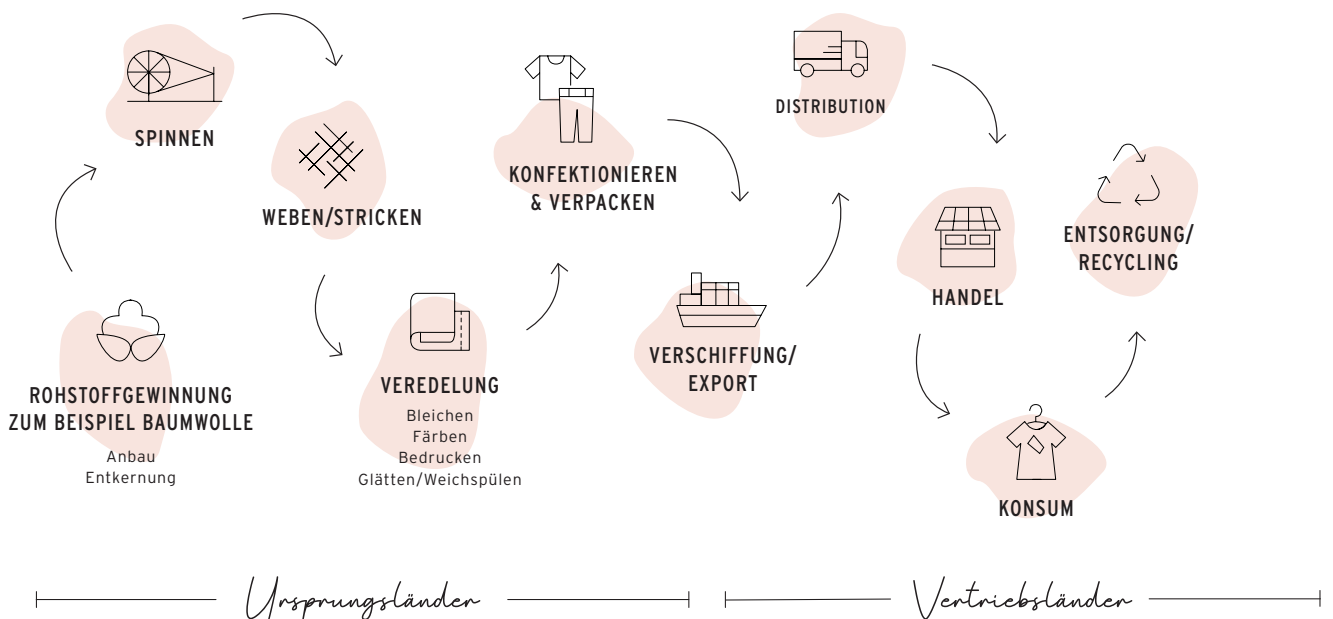 SPINNEN
WEBEN/STRICKEN
KONFEKTIONIEREN
& VERPACKEN
DISTRIBUTION
HANDEL
ENTSORGUNG/
RECYCLING
ROHSTOFFGEWINNUNG
ZUM BEISPIEL BAUMWOLLE
Anbau
Entkernung
VEREDELUNG
Bleichen
Färben
Bedrucken
Glätten/Weichspülen
VERSCHIFFUNG/
EXPORT
KONSUM
Ursprungsländer
Vertriebsländer